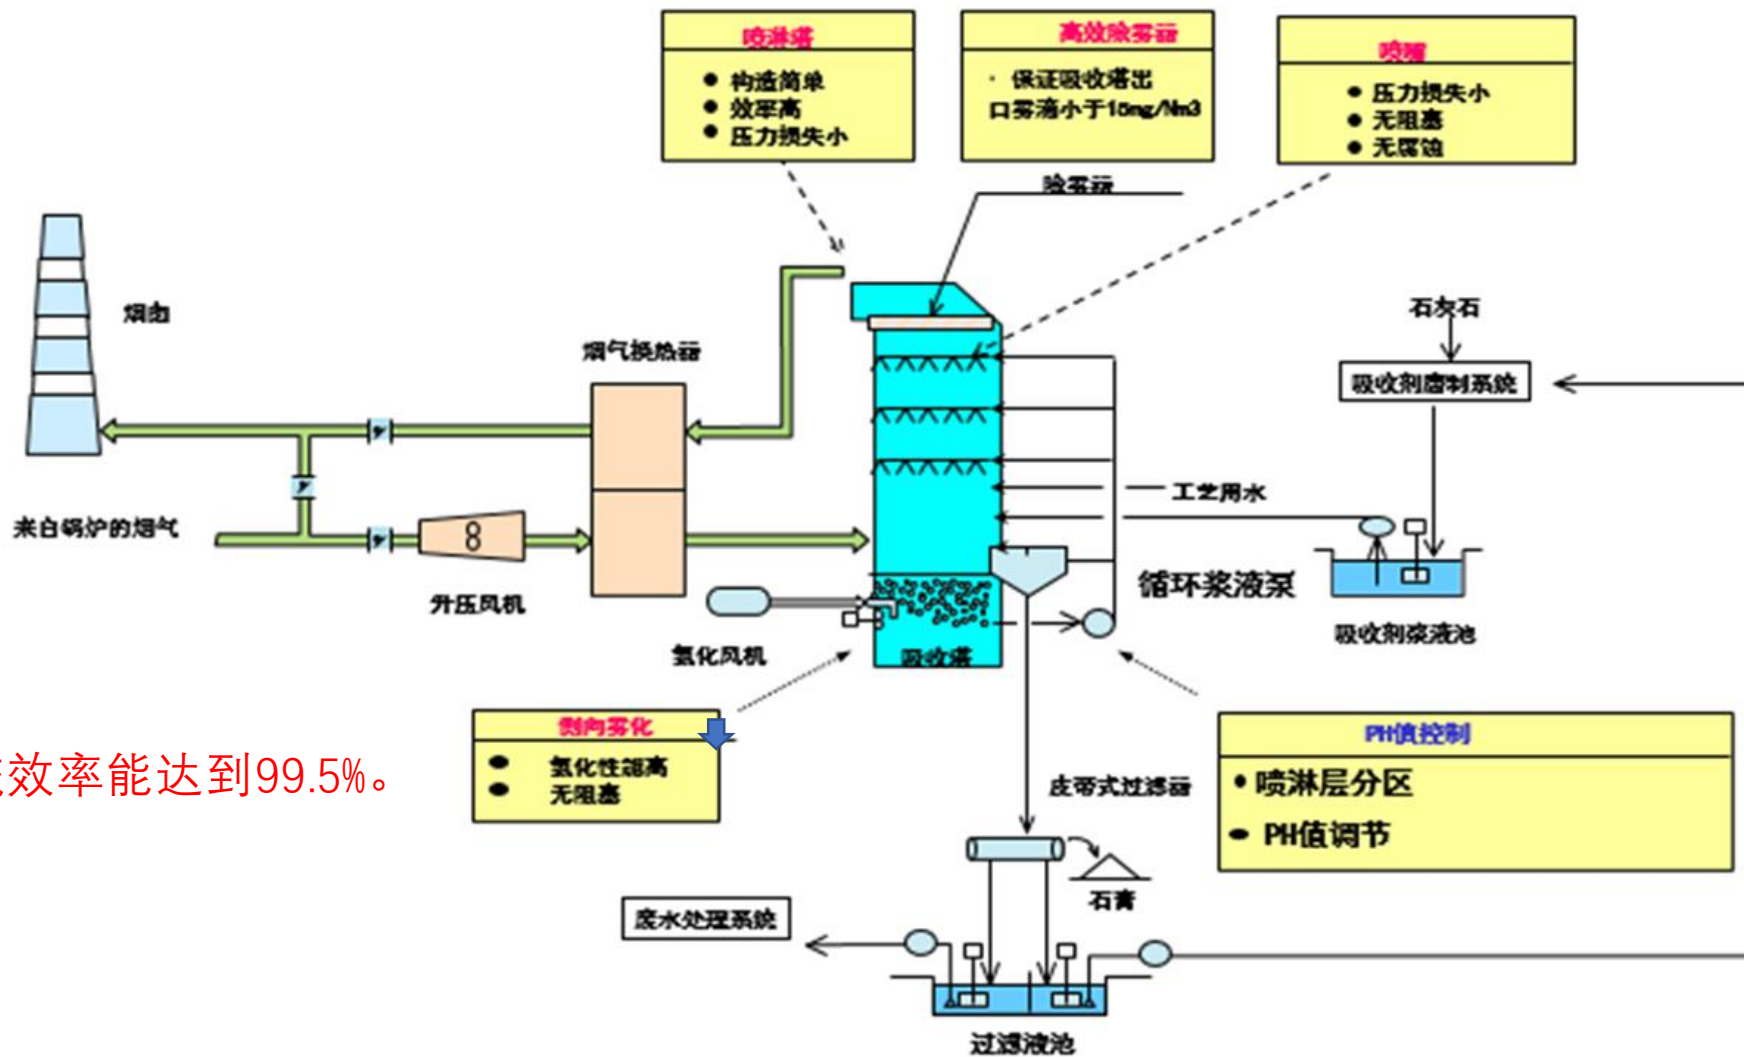 喷淋塔
● 构造简单
● 效率高
● 压力损失小
高效除雾器
· 保证吸收塔出
口雾滴小于15mg/Nm3
喷嘴
● 压力损失小
● 无阻塞
● 无腐蚀
除雾器
烟囱
烟气换热器
石灰石
吸收剂磨制系统
工艺用水
来自锅炉的烟气
升压风机
循环浆液泵
吸收剂浆液池
氧化风机
吸收塔
侧向雾化
● 氧化性能高
● 无阻塞
效率能达到99.5%。
PH值控制
● 喷淋层分区
● PH值调节
皮带式过滤器
石膏
废水处理系统
过滤液池